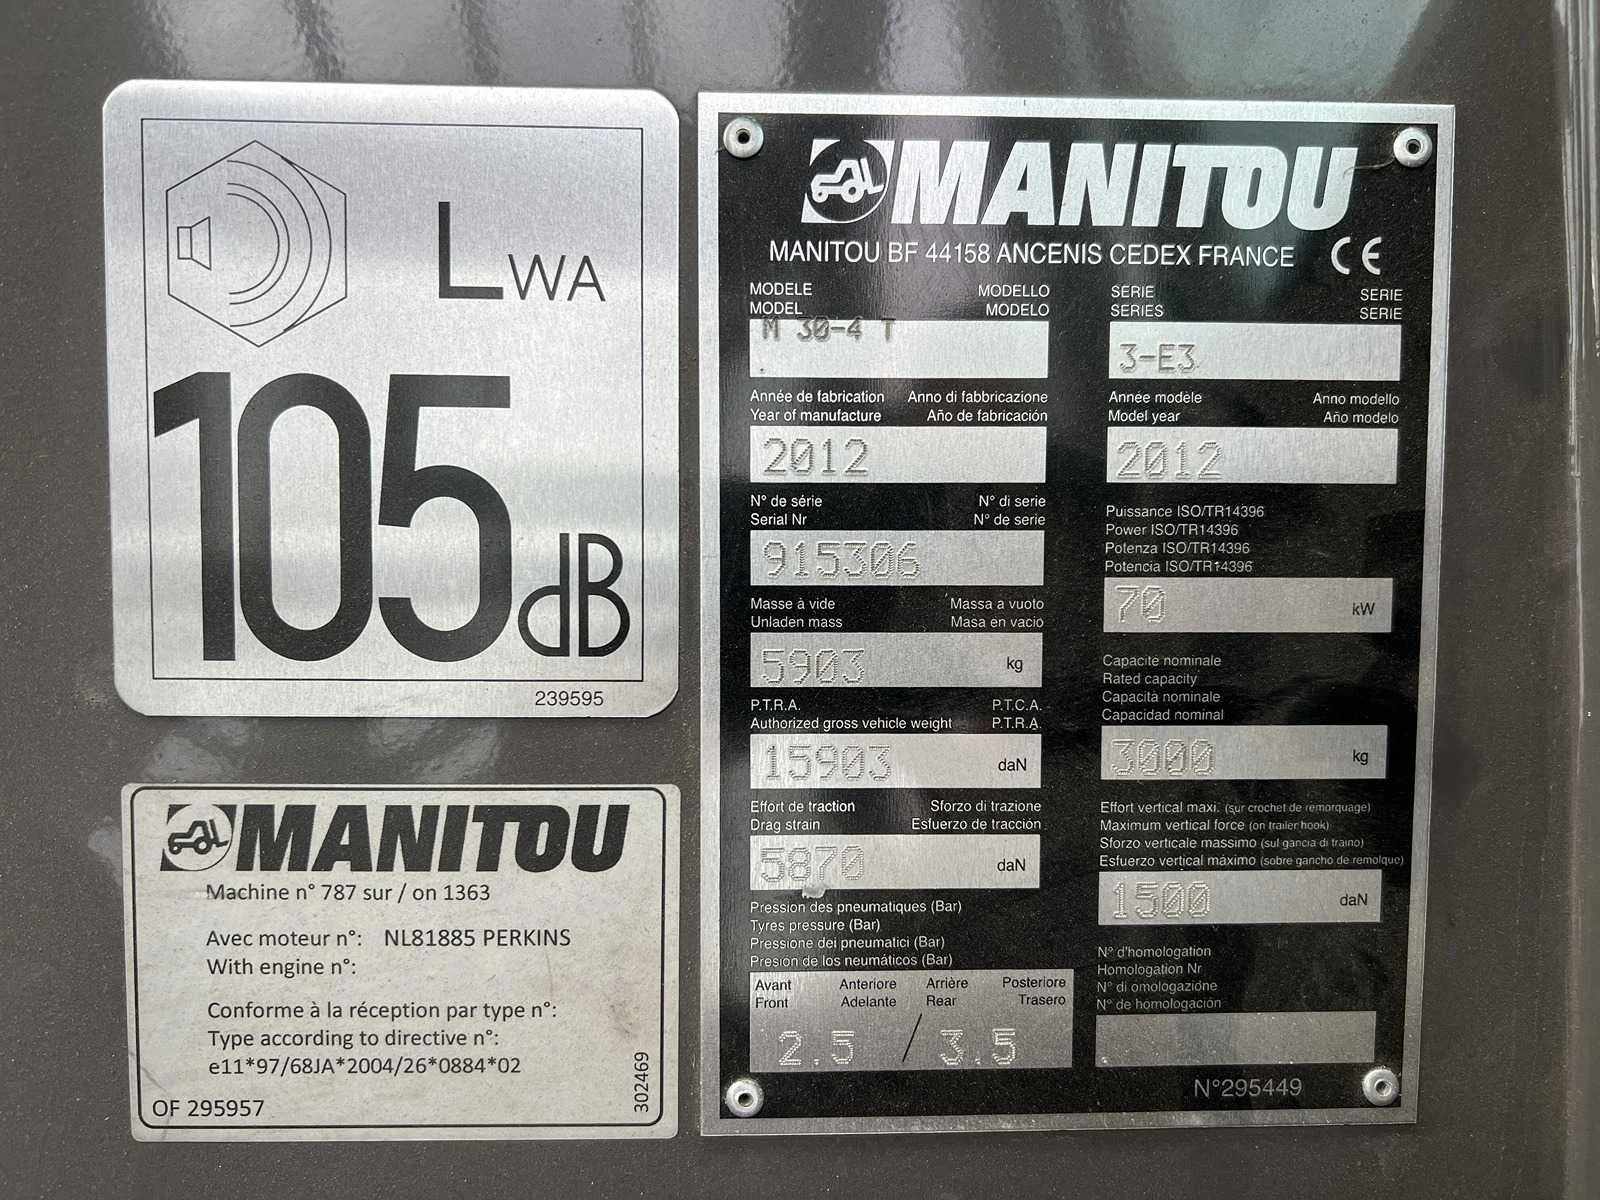 LWA
105dB
239595
MANITOU
Machine n° 787 sur / on 1363
Avec moteur n°: NL81885 PERKINS
With engine n°:
Conforme à la réception par type n°:
Type according to directive n°:
e11*97/68JA*2004/26*0884*02
OF 295957
302469
MANITOU
MANITOU BF 44158 ANCENIS CEDEX FRANCE CE
MODELE MODELLO
MODEL MODELO
M 30-4 T
SERIE SERIE
SERIES SERIE
3-E3
Année de fabrication Anno di fabbricazione
Year of manufacture Año de fabricación
2012
Année modèle Anno modello
Model year Año modelo
2012
N° de série N° di serie
Serial Nr N° de serie
915306
Puissance ISO/TR14396
Power ISO/TR14396
Potenza ISO/TR14396
Potencia ISO/TR14396
70 kW
Masse à vide Massa a vuoto
Unladen mass Masa en vacio
5903 kg
Capacité nominale
Rated capacity
Capacità nominale
Capacidad nominal
3000 kg
P.T.R.A. P.T.C.A.
Authorized gross vehicle weight P.T.R.A.
15903 daN
Effort de traction Sforzo di trazione
Drag strain Esfuerzo de tracción
5870 daN
Effort vertical maxi. (sur crochet de remorquage)
Maximum vertical force (on trailer hook)
Sforzo verticale massimo (sul gancia di traino)
Esfuerzo vertical máximo (sobre gancho de remolque)
1500 daN
Pression des pneumatiques (Bar)
Tyres pressure (Bar)
Pressione dei pneumatici (Bar)
Presion de los neumáticos (Bar)
Avant Anteriore Arrière Posteriore
Front Adelante Rear Trasero
2.5 / 3.5
N° d'homologation
Homologation Nr
N° di omologazione
N° de homologación
N°295449